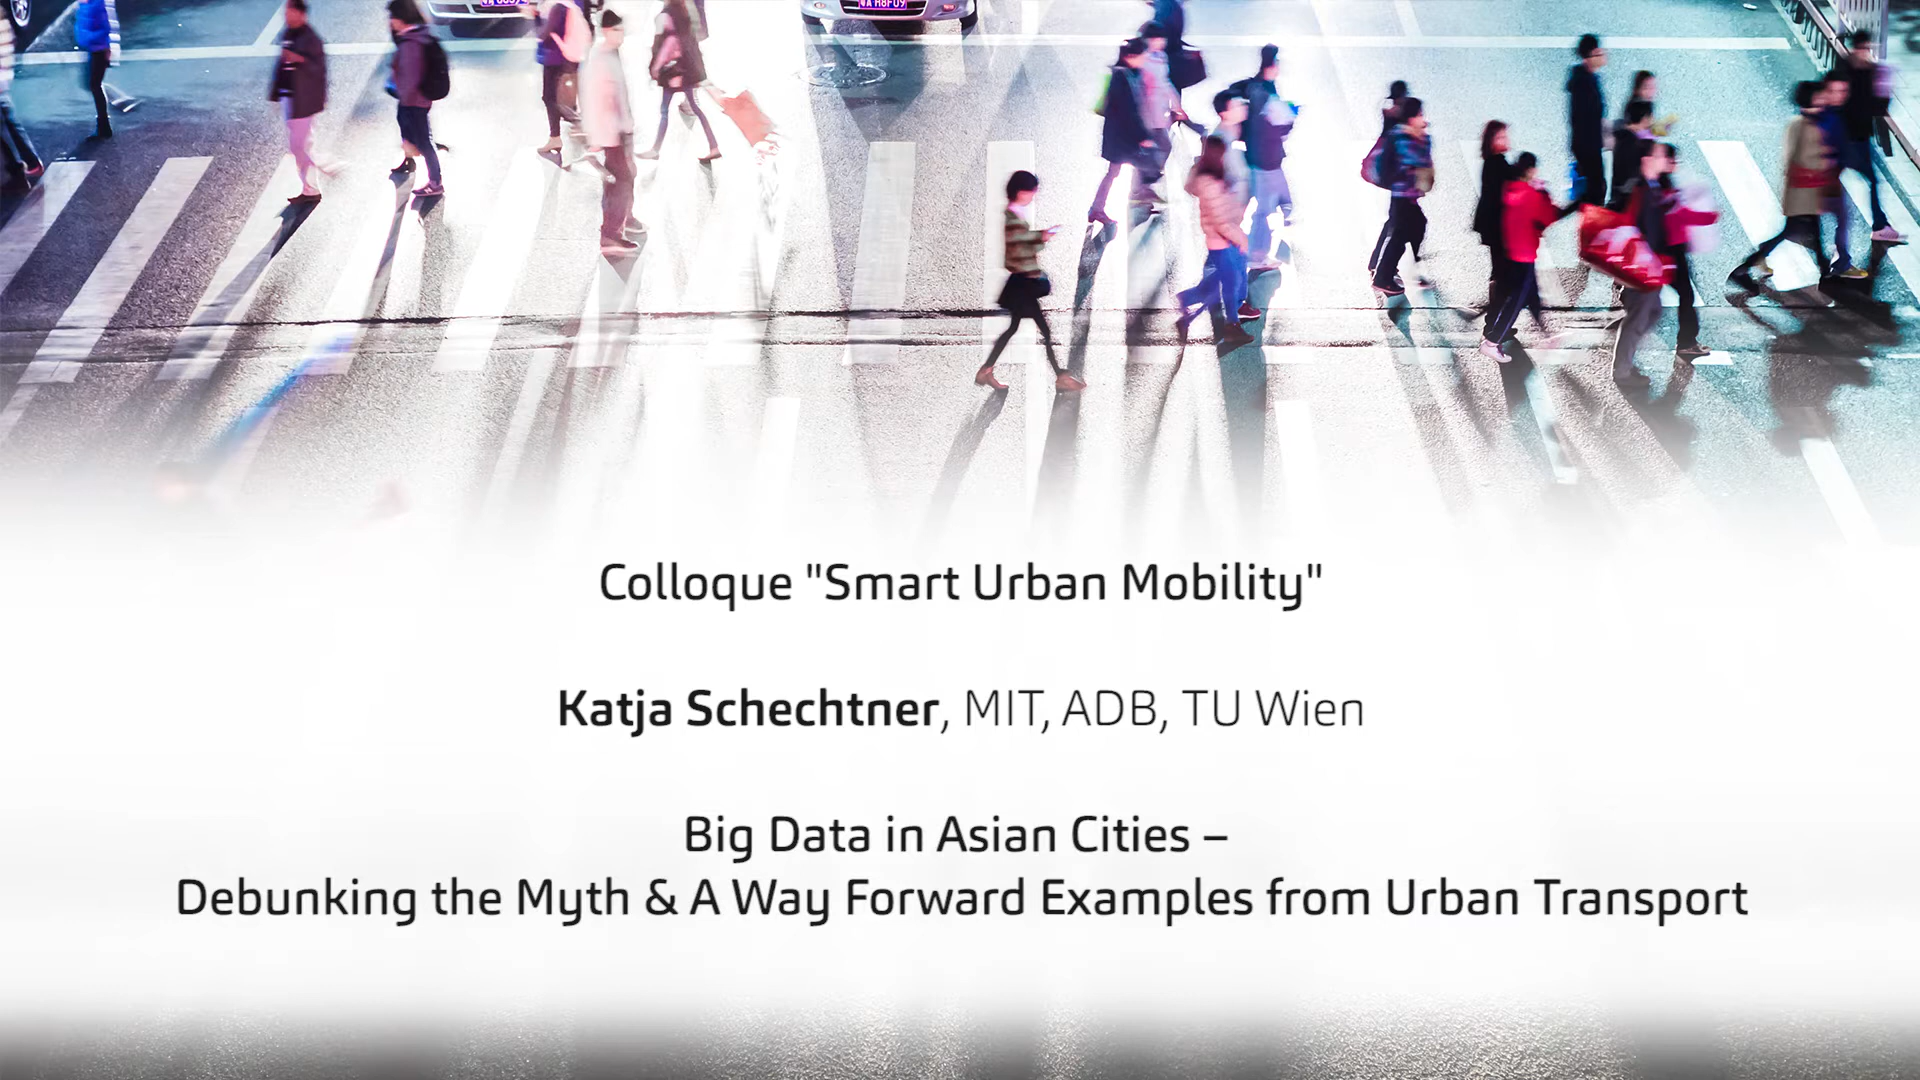 Colloque "Smart Urban Mobility"
Katja Schechtner, MIT, ADB, TU Wien
Big Data in Asian Cities –
Debunking the Myth & A Way Forward Examples from Urban Transport